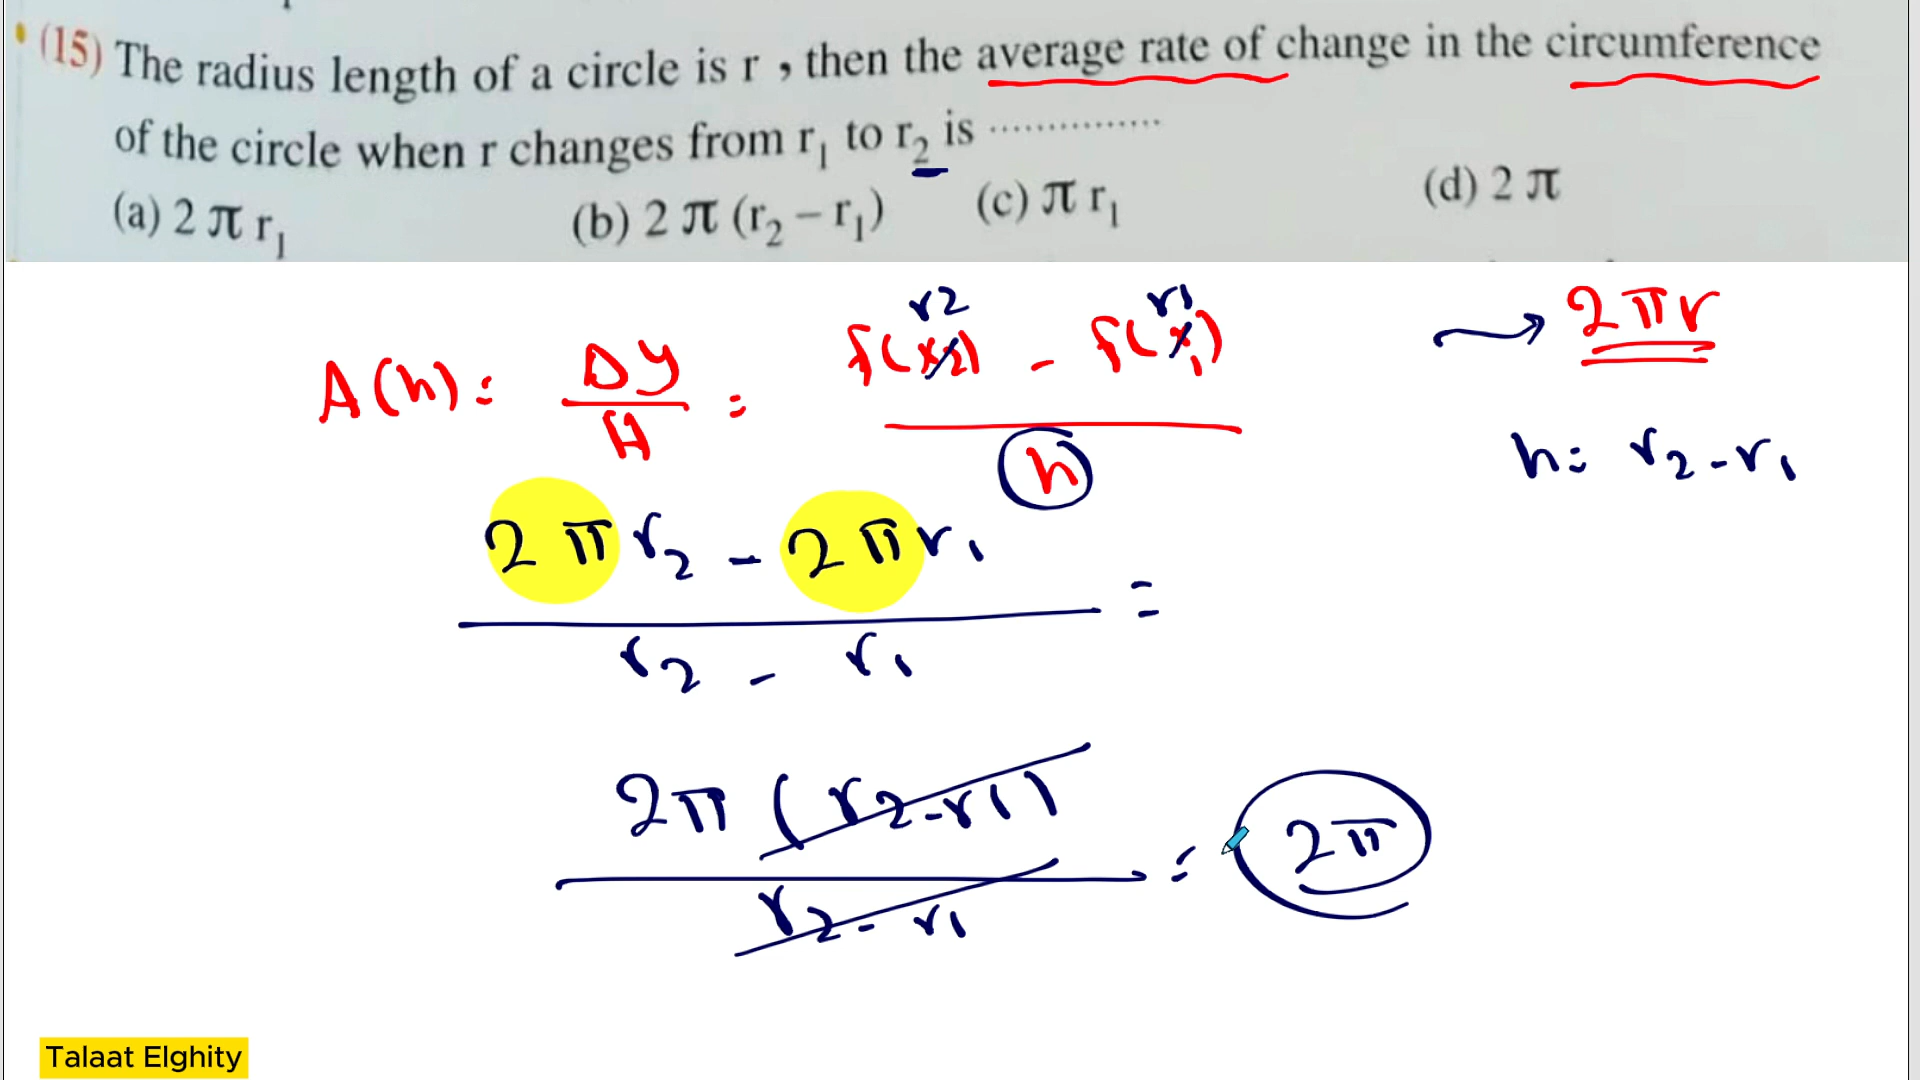 (15) The radius length of a circle is r , then the average rate of change in the circumference
of the circle when r changes from r₁ to r₂ is ...............
(a) 2 π r₁ (b) 2 π (r₂ – r₁) (c) π r₁ (d) 2 π
r2 r1
A(h) = Δy / H = f(x2) - f(x1) / h
2πr
h = r₂ - r₁
2πr₂ - 2πr₁ / r₂ - r₁ =
2π (r2 - r1) / r2 - r1 = 2π
Talaat Elghity